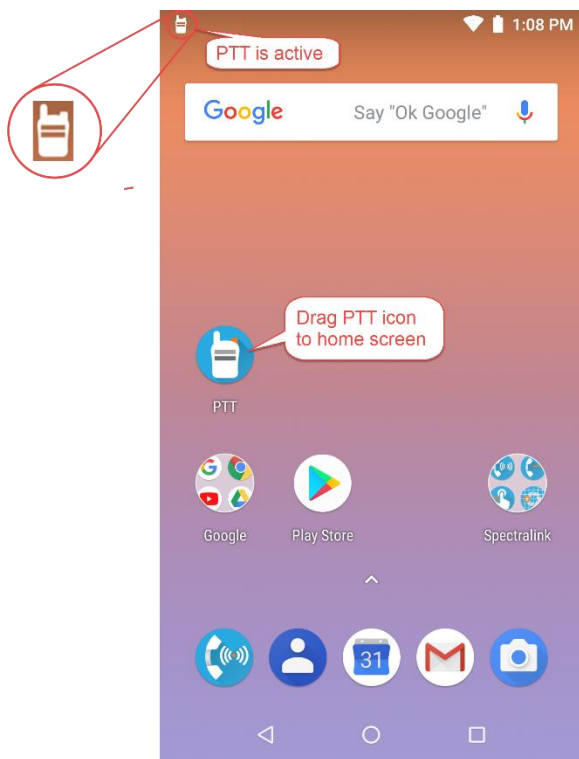 1:08 PM
PTT is active
Google Say "Ok Google"
Drag PTT icon
to home screen
PTT
Google Play Store Spectralink
31